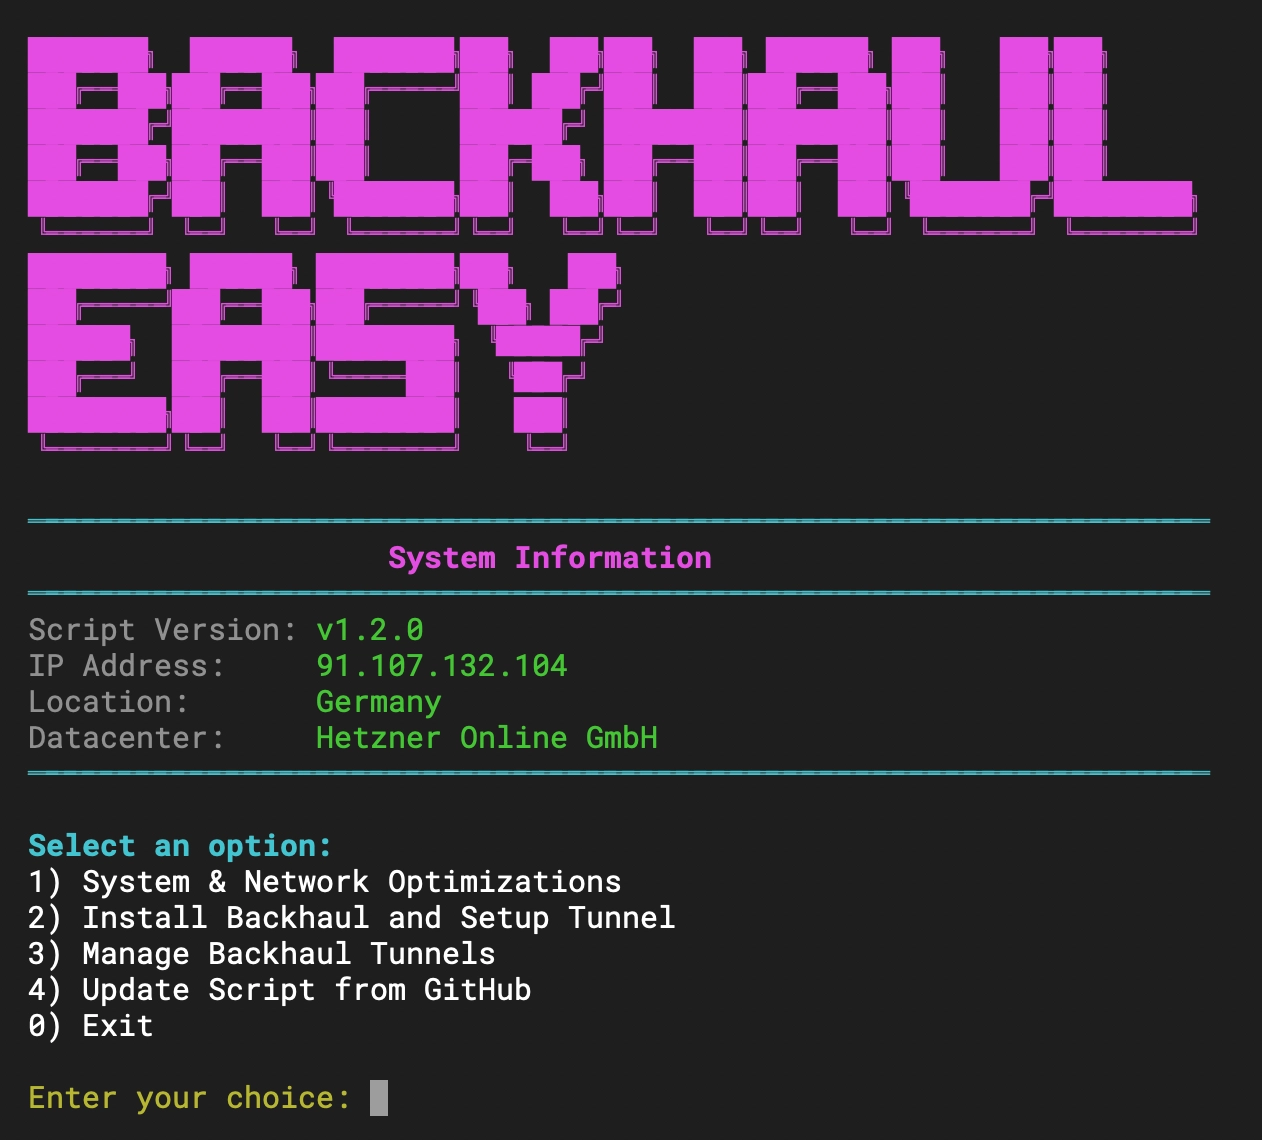 BACKHAUL
EASY
System Information
Script Version: v1.2.0
IP Address: 91.107.132.104
Location: Germany
Datacenter: Hetzner Online GmbH
Select an option:
1) System & Network Optimizations
2) Install Backhaul and Setup Tunnel
3) Manage Backhaul Tunnels
4) Update Script from GitHub
0) Exit
Enter your choice: